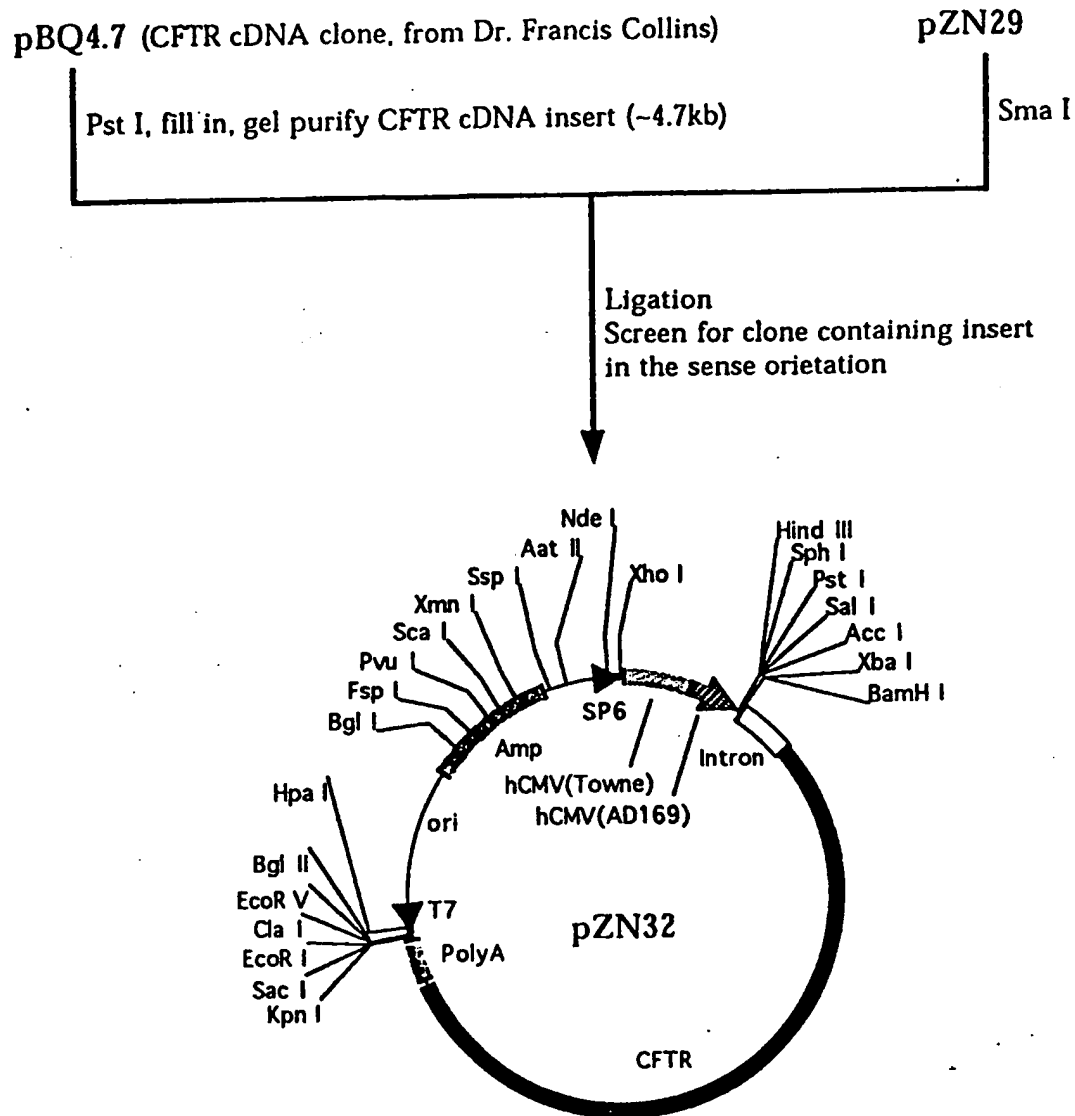 pBQ4.7 (CFTR cDNA clone, from Dr. Francis Collins)
pZN29
Pst I, fill in, gel purify CFTR cDNA insert (~4.7kb)
Sma I
Ligation
Screen for clone containing insert
in the sense orietation
Nde I
Aat II
Ssp I
Xmn I
Sca I
Pvu I
Fsp I
Bgl I
Xho I
Hind III
Sph I
Pst I
Sal I
Acc I
Xba I
BamH I
SP6
Amp
Intron
hCMV(Towne)
hCMV(AD169)
Hpa I
ori
Bgl II
EcoR V
Cla I
EcoR I
Sac I
Kpn I
T7
PolyA
pZN32
CFTR